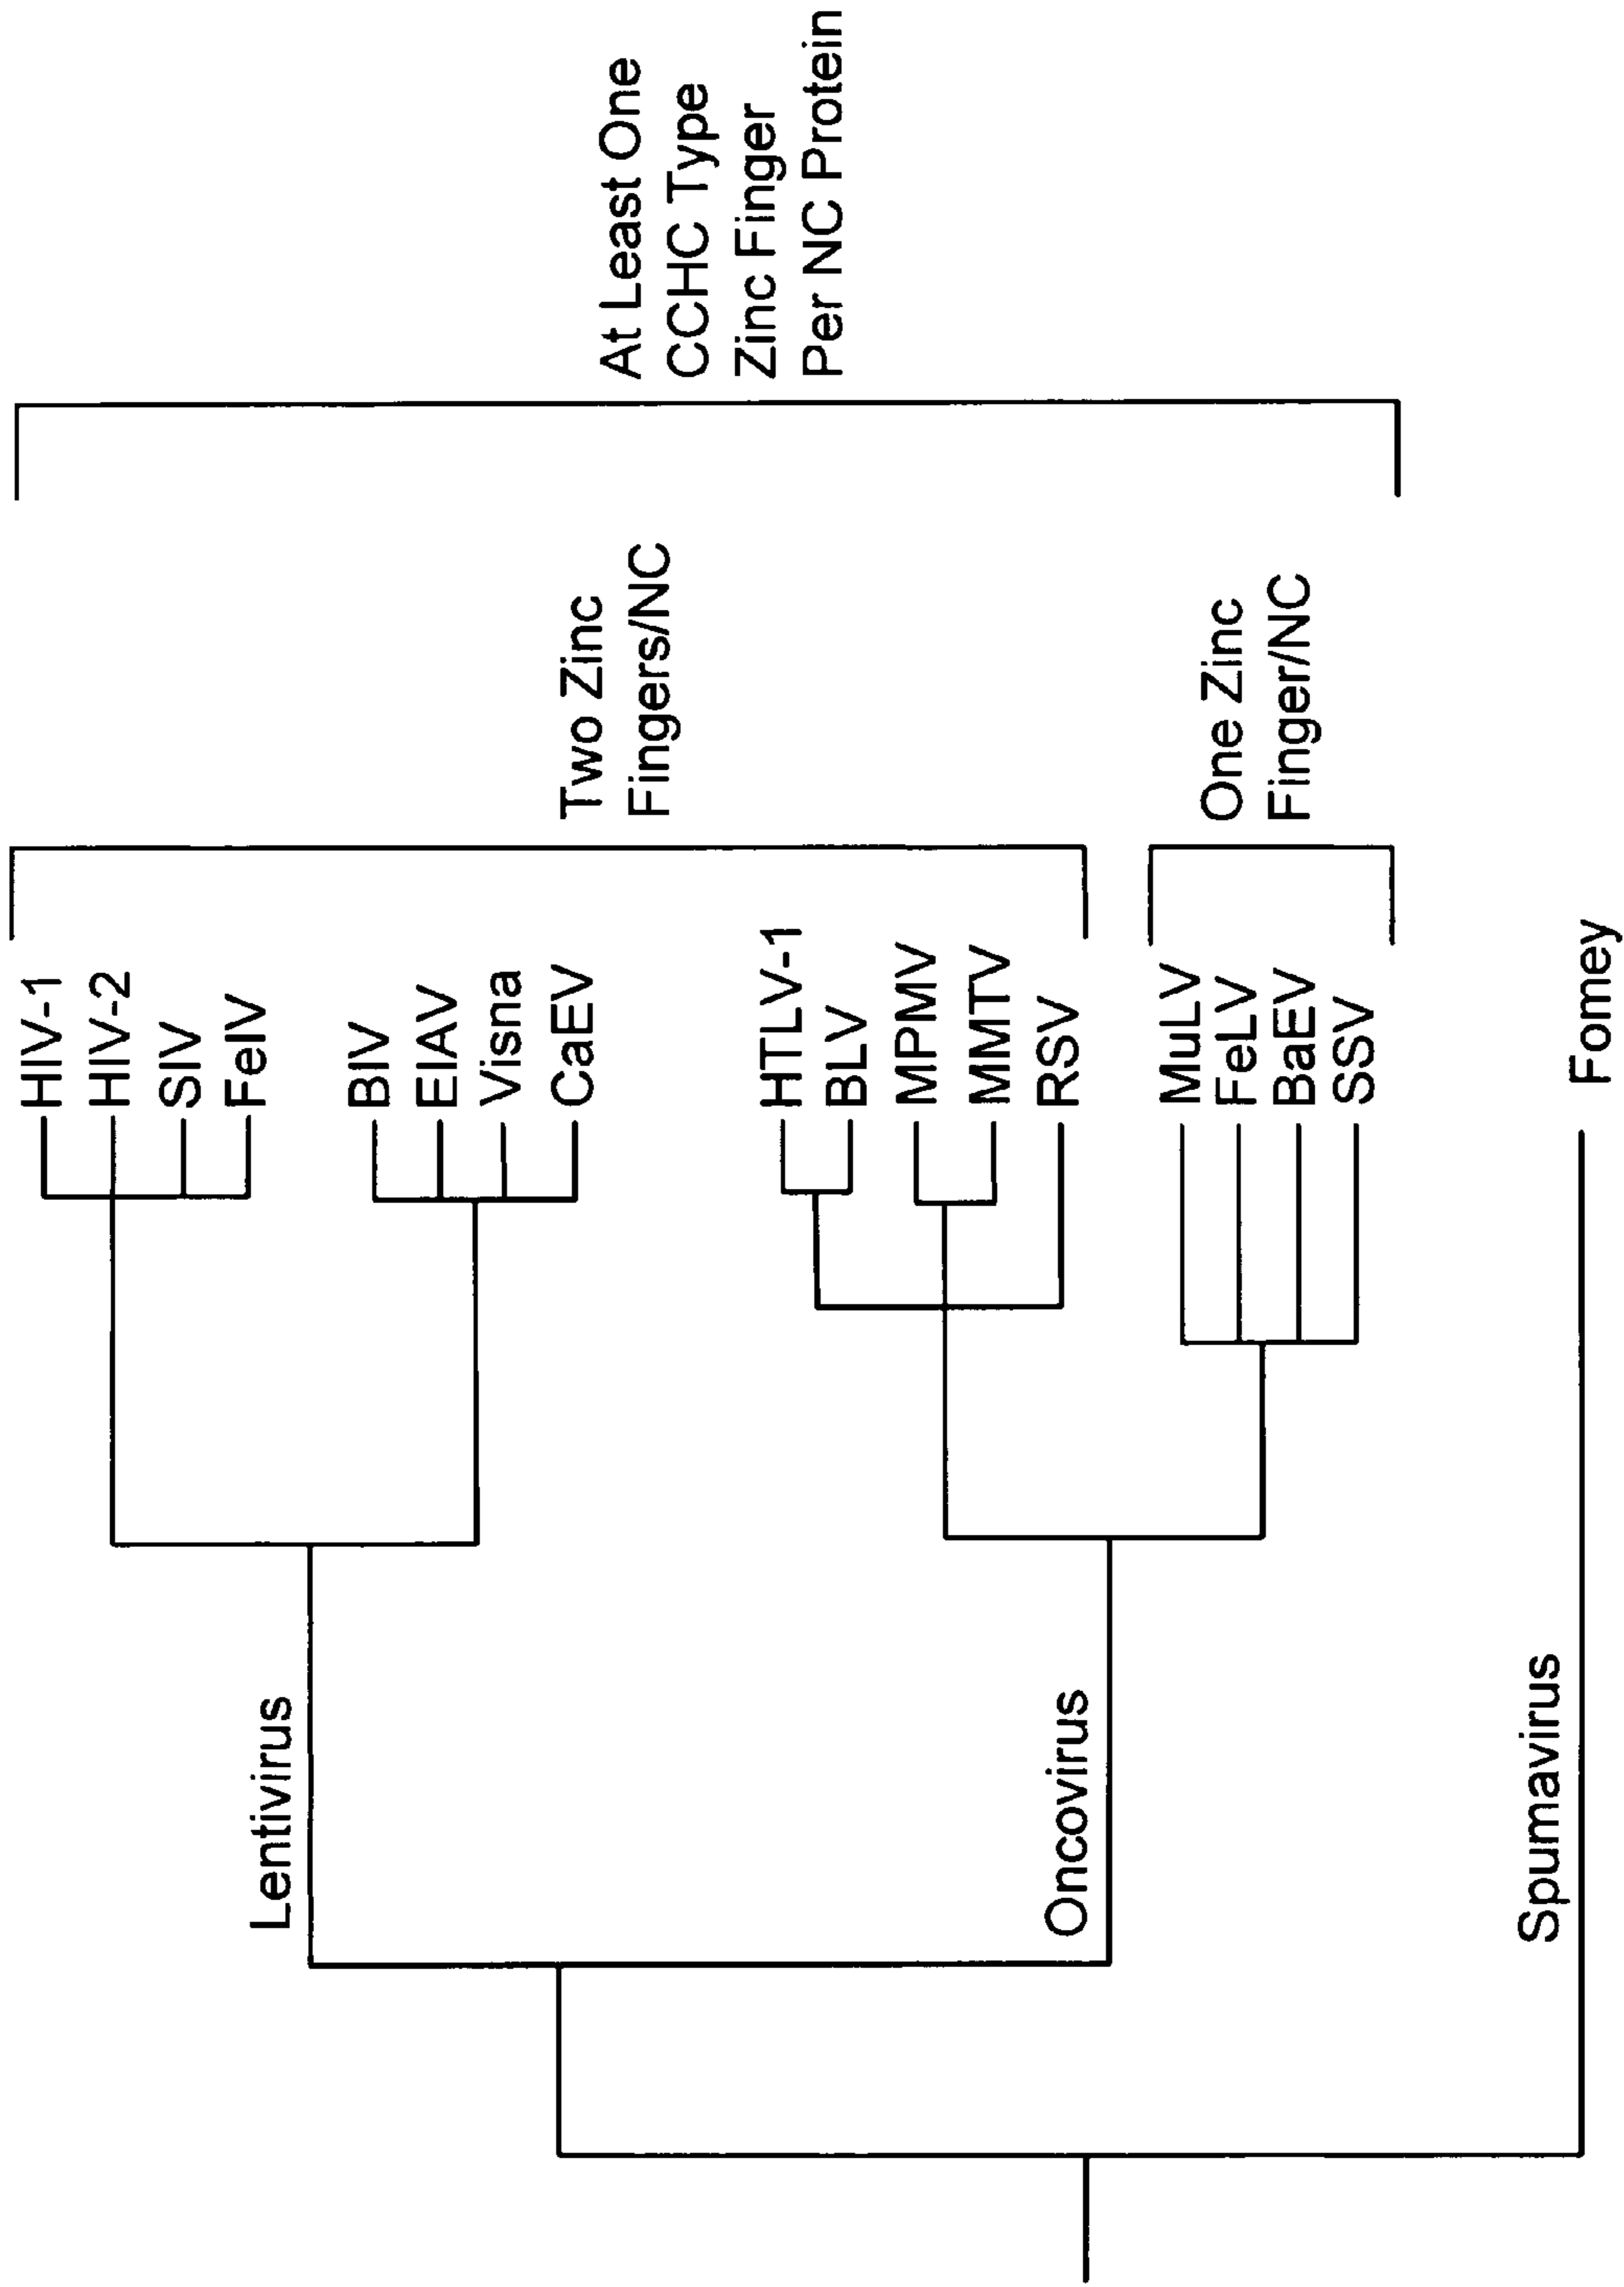 Lentivirus
Oncovirus
Spumavirus
HIV-1
HIV-2
SIV
FeIV
BIV
EIAV
Visna
CaEV
HTLV-1
BLV
MPMV
MMTV
RSV
MuLV
FeLV
BaEV
SSV
Fomey
Two Zinc
Fingers/NC
One Zinc
Finger/NC
At Least One
CCHC Type
Zinc Finger
Per NC Protein